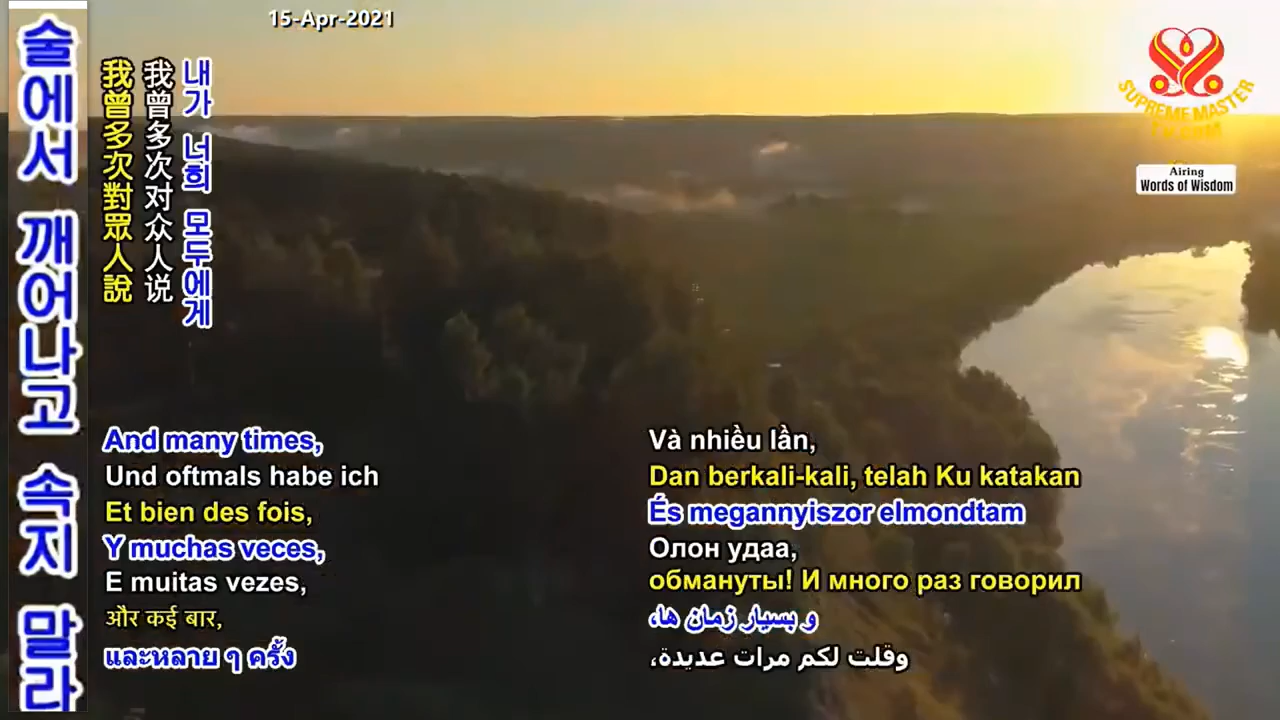 15-Apr-2021
술에서 깨어나고 속지 말라
我曾多次對眾人說
我曾多次对众人说
내가 너희 모두에게
SUPREME MASTER
TV.COM
Airing
Words of Wisdom
And many times,
Und oftmals habe ich
Et bien des fois,
Y muchas veces,
E muitas vezes,
और कई बार,
และหลาย ๆ ครั้ง
Và nhiều lần,
Dan berkali-kali, telah Ku katakan
És megannyiszor elmondtam
Олон удаа,
обмануты! И много раз говорил
و بسیار زمان ها،
وقلت لكم مرات عديدة،